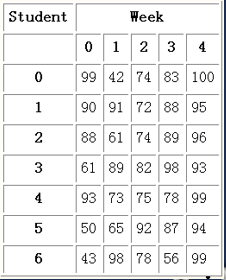 Student Week
0 1 2 3 4
0 99 42 74 83 100
1 90 91 72 88 95
2 88 61 74 89 96
3 61 89 82 98 93
4 93 73 75 78 99
5 50 65 92 87 94
6 43 98 78 56 99